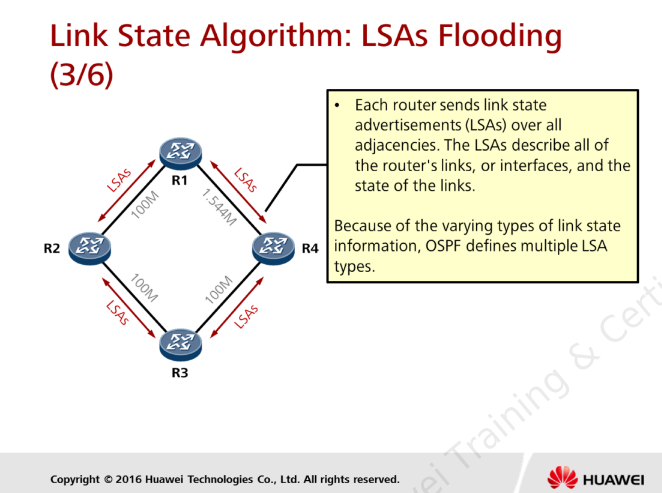 Link State Algorithm: LSAs Flooding
(3/6)
• Each router sends link state
advertisements (LSAs) over all
adjacencies. The LSAs describe all of
the router's links, or interfaces, and the
state of the links.
Because of the varying types of link state
information, OSPF defines multiple LSA
types.
R1
LSAs
100M
LSAs
1.544M
R2
R4
100M
LSAs
100M
LSAs
R3
ei Training & Certi
Copyright © 2016 Huawei Technologies Co., Ltd. All rights reserved.
HUAWEI